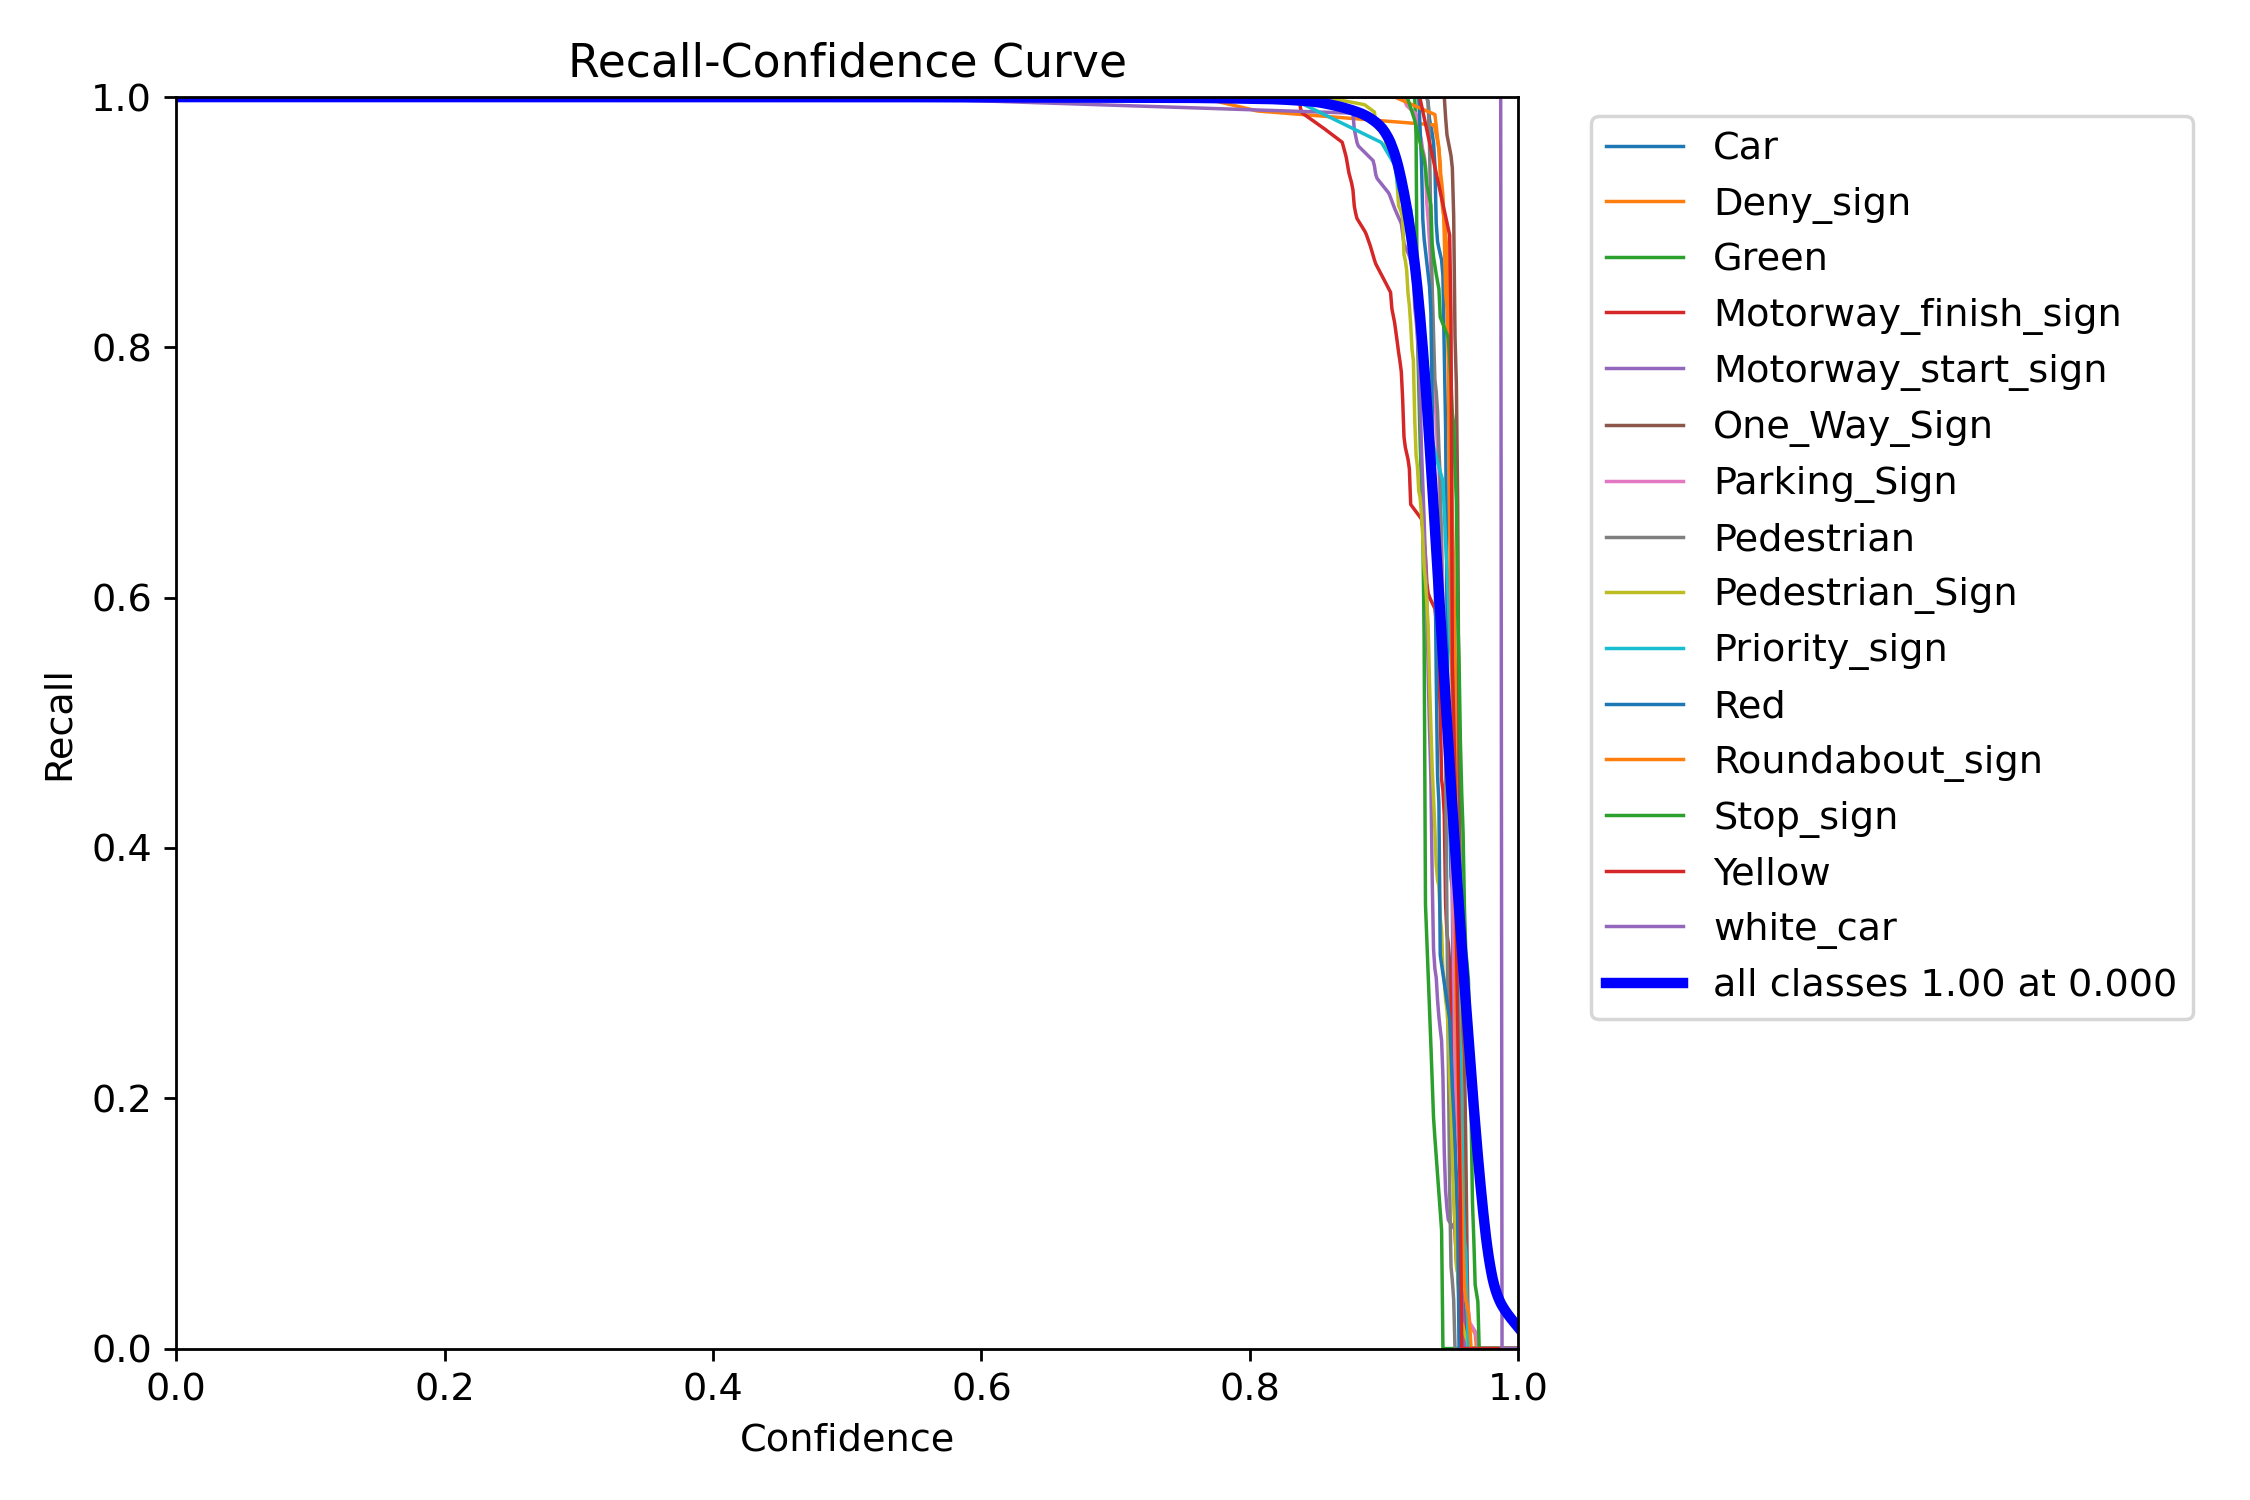 Recall-Confidence Curve
1.0
0.8
0.6
0.4
0.2
0.0
Recall
0.0 0.2 0.4 0.6 0.8 1.0
Confidence
Car
Deny_sign
Green
Motorway_finish_sign
Motorway_start_sign
One_Way_Sign
Parking_Sign
Pedestrian
Pedestrian_Sign
Priority_sign
Red
Roundabout_sign
Stop_sign
Yellow
white_car
all classes 1.00 at 0.000